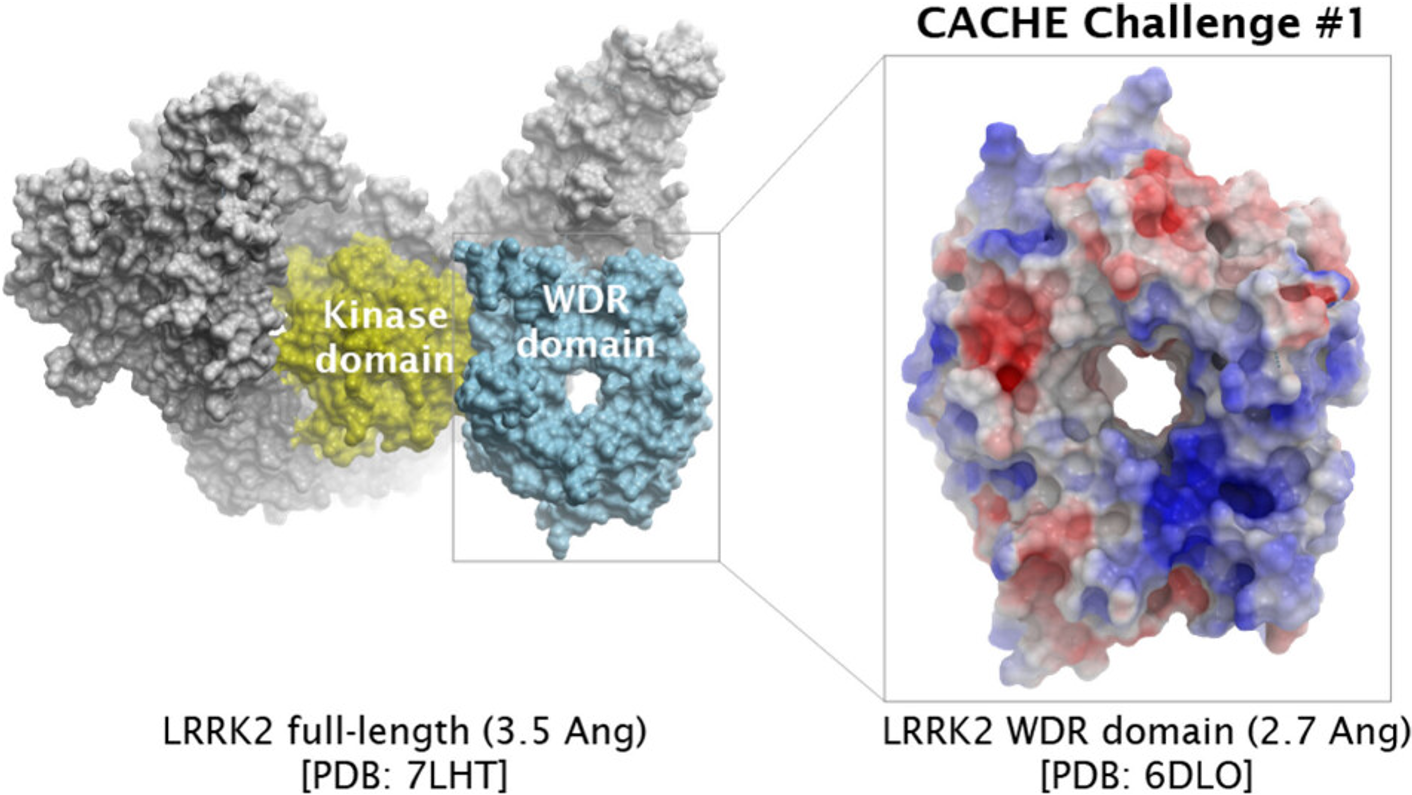 CACHE Challenge #1
Kinase
domain
WDR
domain
LRRK2 full-length (3.5 Ang)
[PDB: 7LHT]
LRRK2 WDR domain (2.7 Ang)
[PDB: 6DLO]